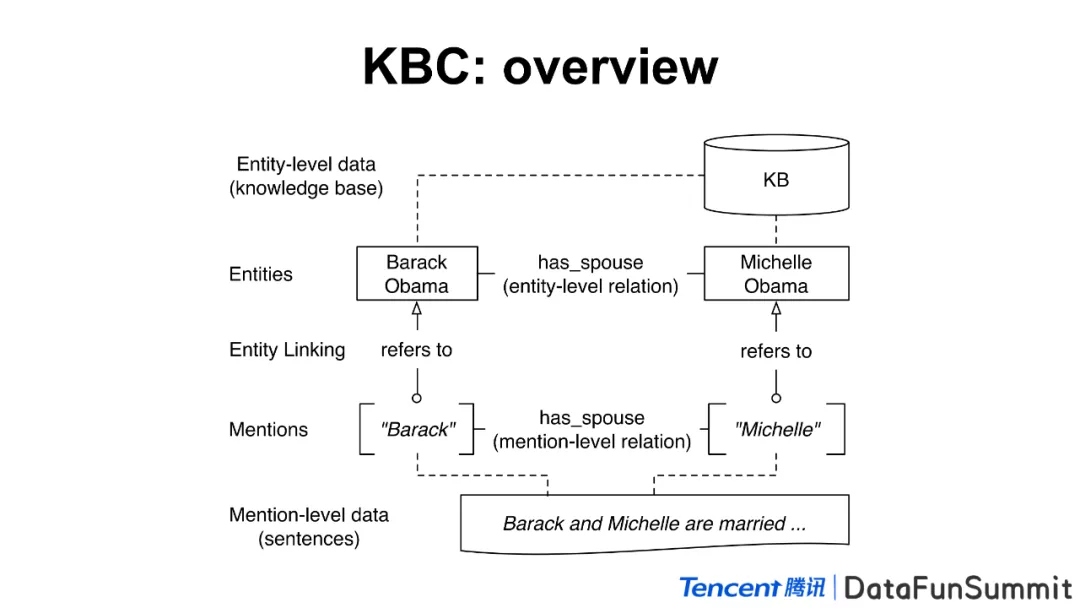 KBC: overview
Entity-level data
(knowledge base)
KB
Entities
Barack
Obama
has_spouse
(entity-level relation)
Michelle
Obama
Entity Linking
refers to
refers to
Mentions
"Barack"
has_spouse
(mention-level relation)
"Michelle"
Mention-level data
(sentences)
Barack and Michelle are married ...
Tencent 腾讯 | DataFunSummit